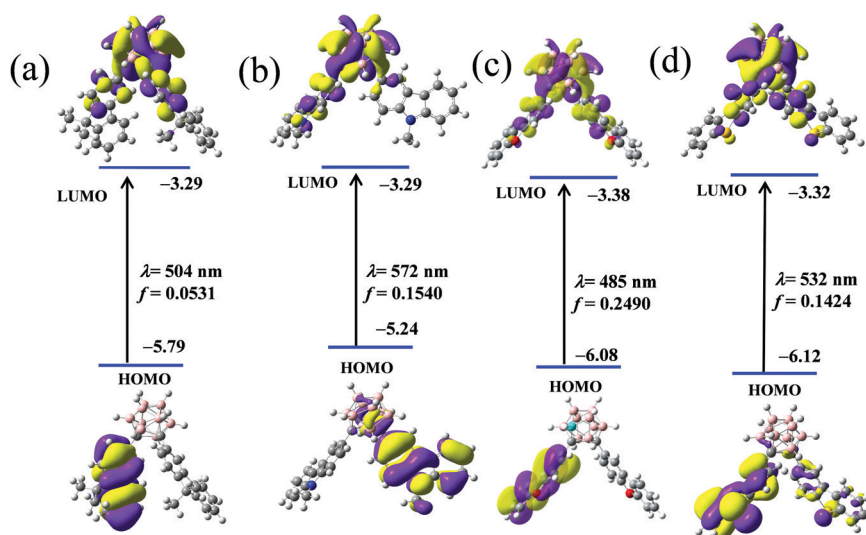 (a)
(b)
(c)
(d)
LUMO
−3.29
LUMO
−3.29
LUMO
−3.38
LUMO
−3.32
λ= 504 nm
f = 0.0531
λ= 572 nm
f = 0.1540
λ= 485 nm
f = 0.2490
λ= 532 nm
f = 0.1424
−5.79
HOMO
−5.24
HOMO
−6.08
HOMO
−6.12
HOMO